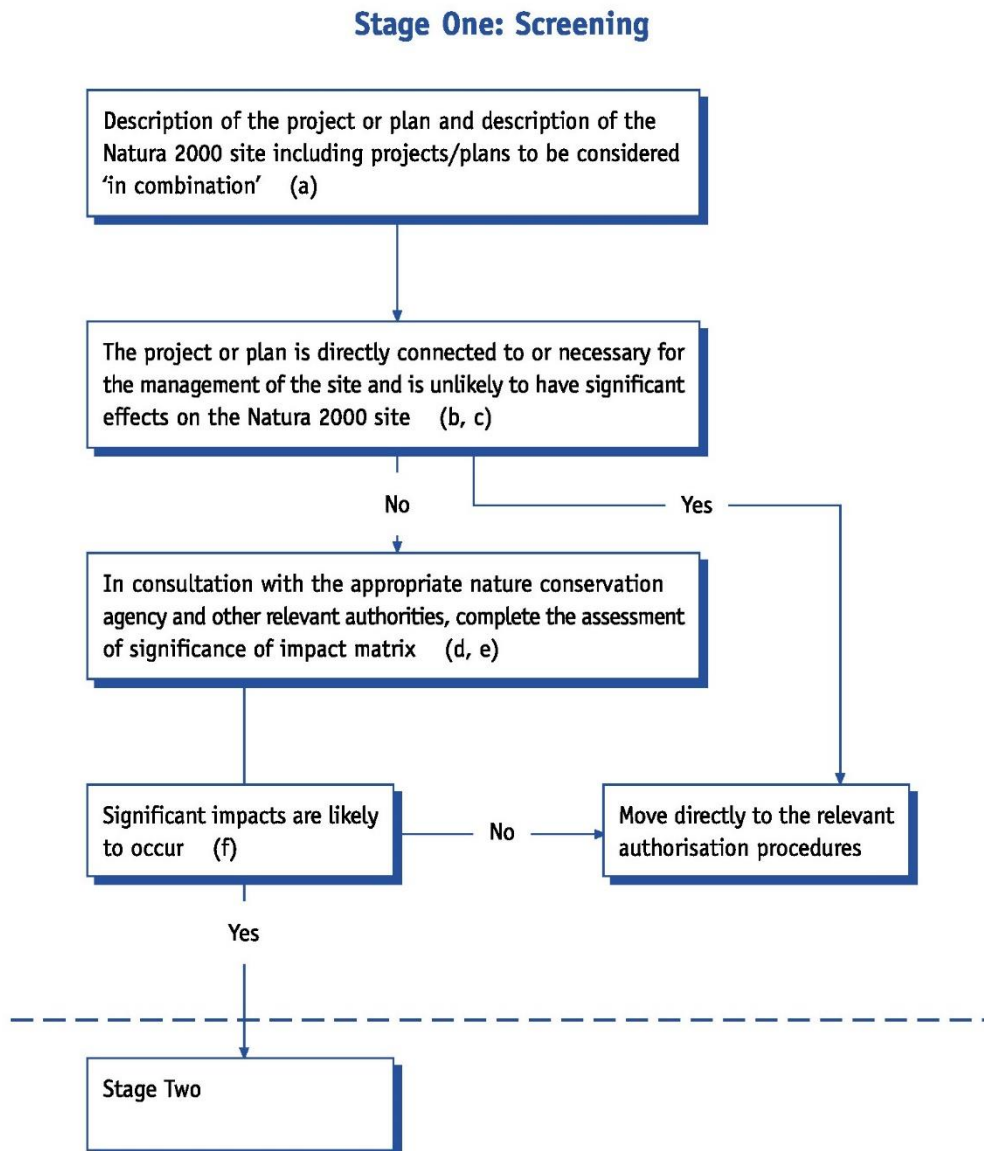 Stage One: Screening
Description of the project or plan and description of the
Natura 2000 site including projects/plans to be considered
‘in combination’ (a)
The project or plan is directly connected to or necessary for
the management of the site and is unlikely to have significant
effects on the Natura 2000 site (b, c)
No
Yes
In consultation with the appropriate nature conservation
agency and other relevant authorities, complete the assessment
of significance of impact matrix (d, e)
Significant impacts are likely
to occur (f)
No
Move directly to the relevant
authorisation procedures
Yes
Stage Two